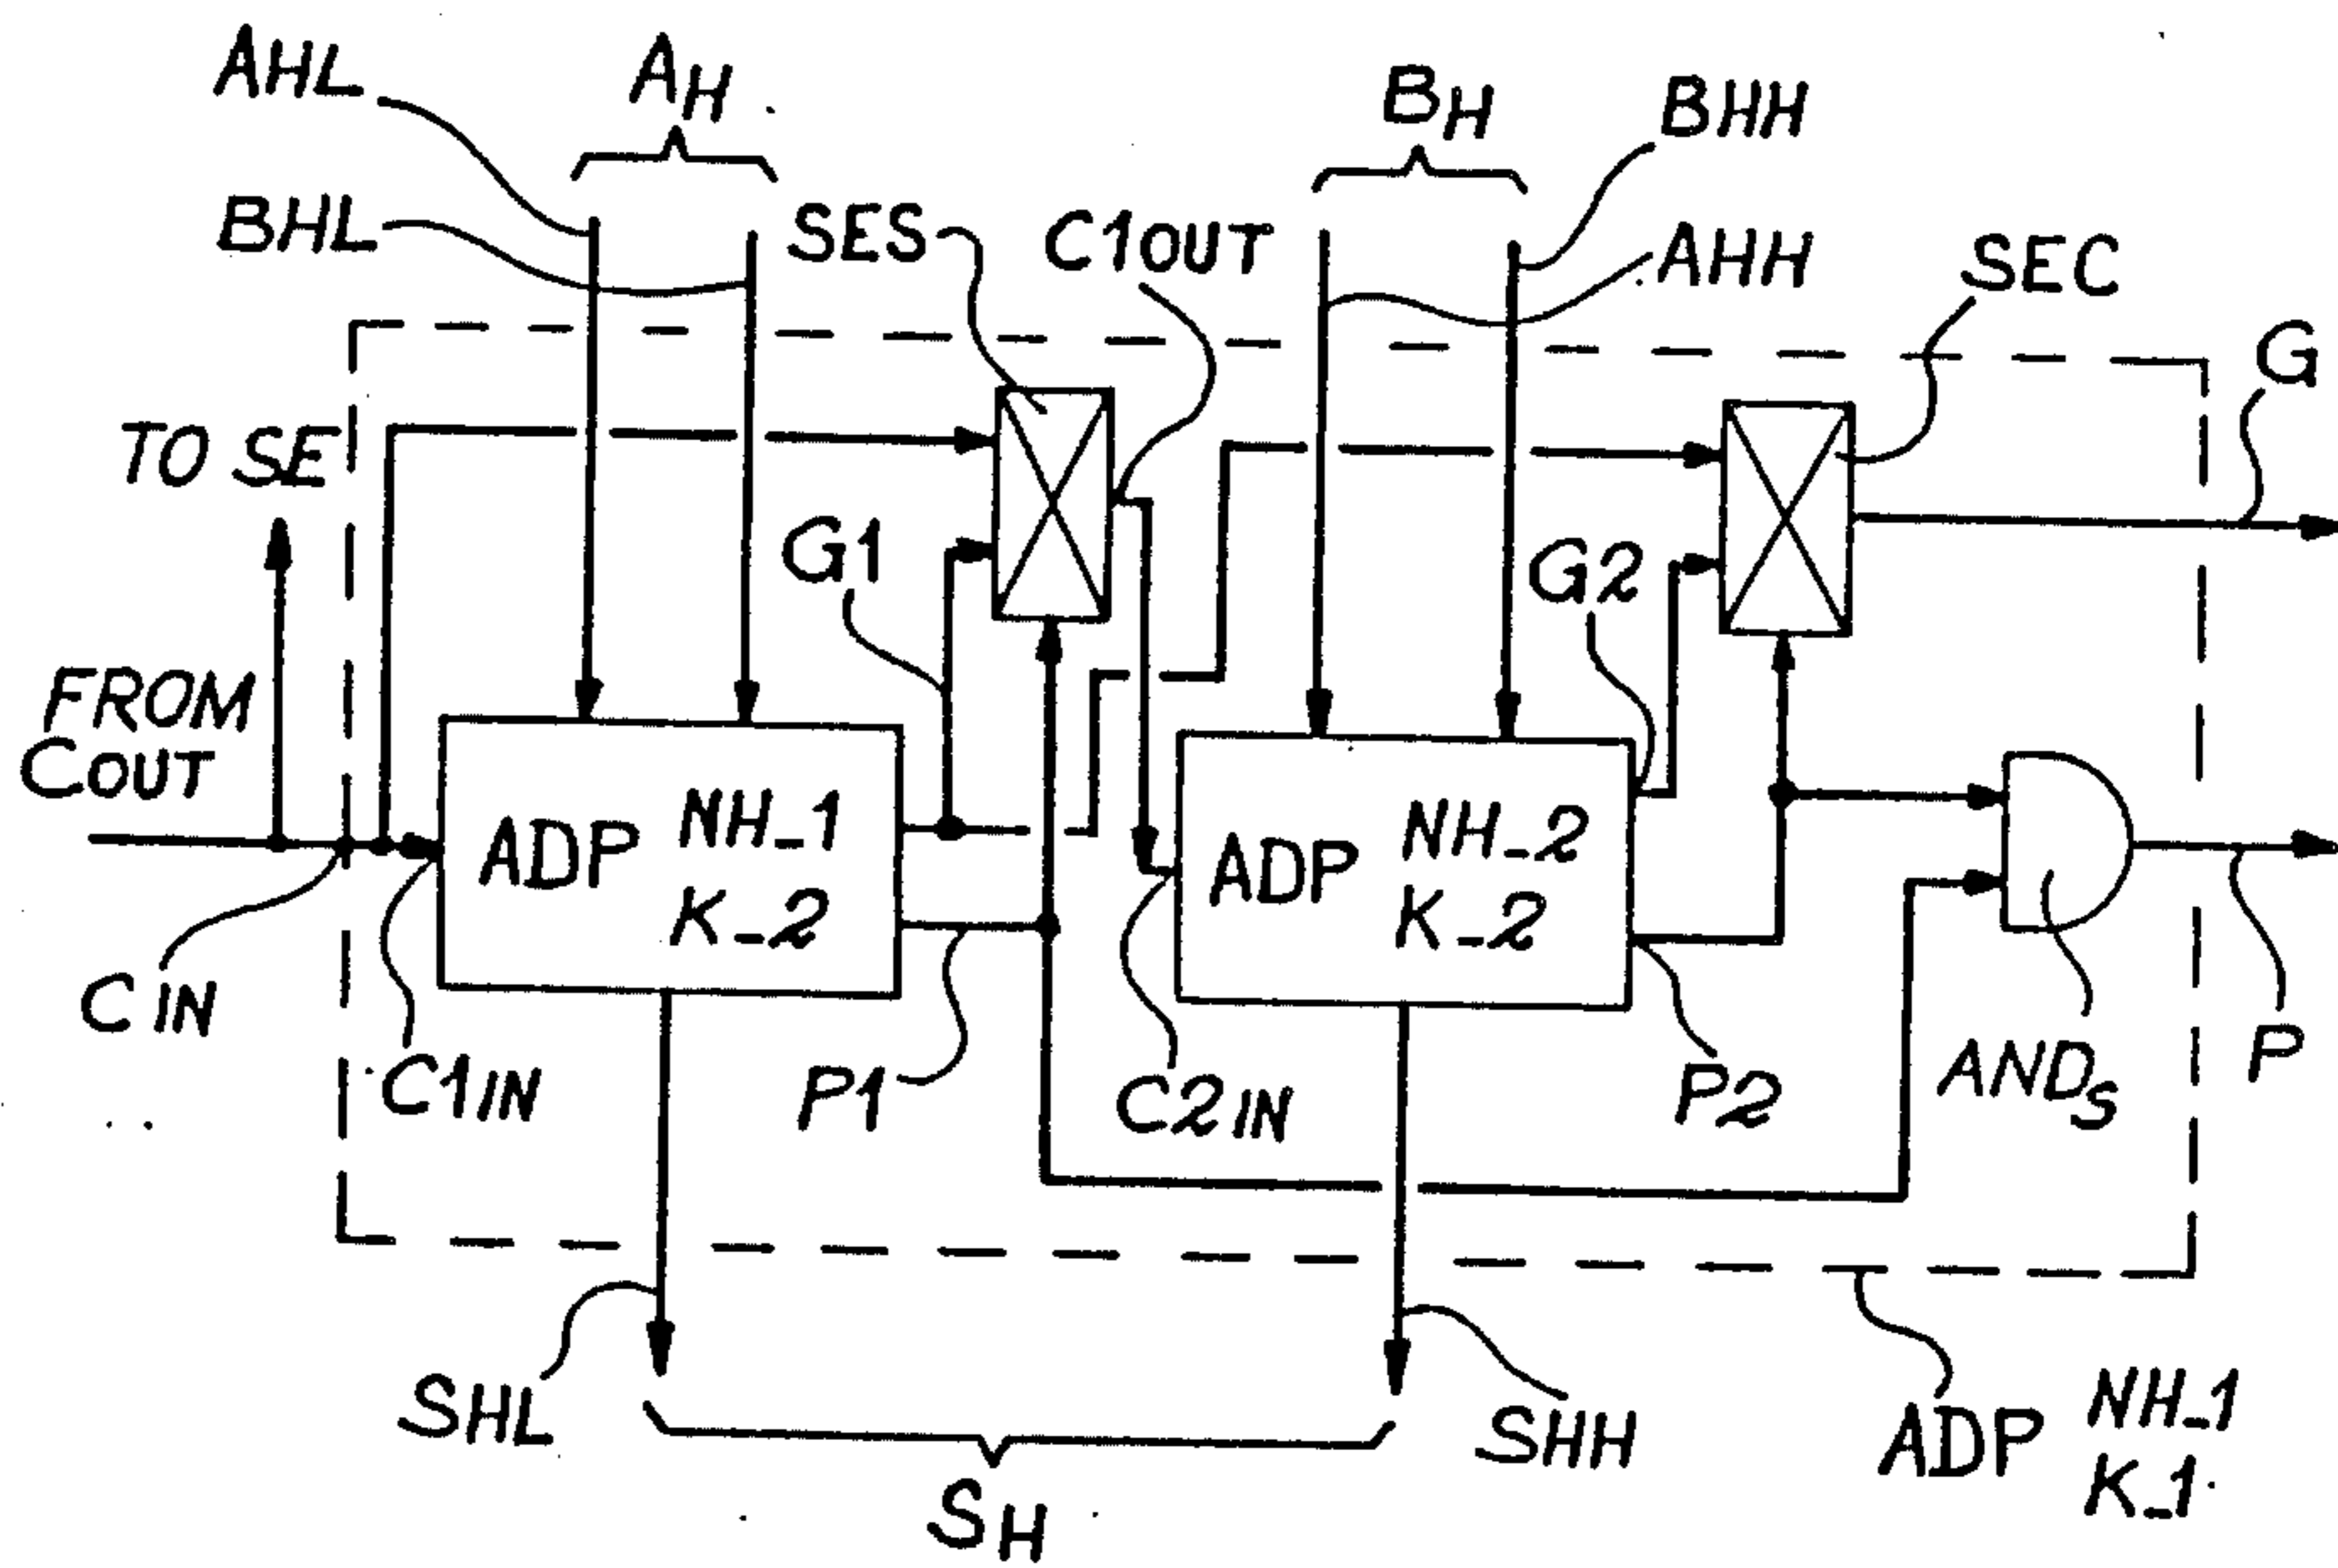 AHL
AH
BH
BHH
BHL
SES
C1OUT
AHH
SEC
G
TO SE
G1
G2
FROM
COUT
ADP NH_1
K_2
ADP NH_2
K_2
CIN
C1IN
P1
C2IN
P2
ANDS
P
SHL
SHH
SH
ADP NH_1
K_1